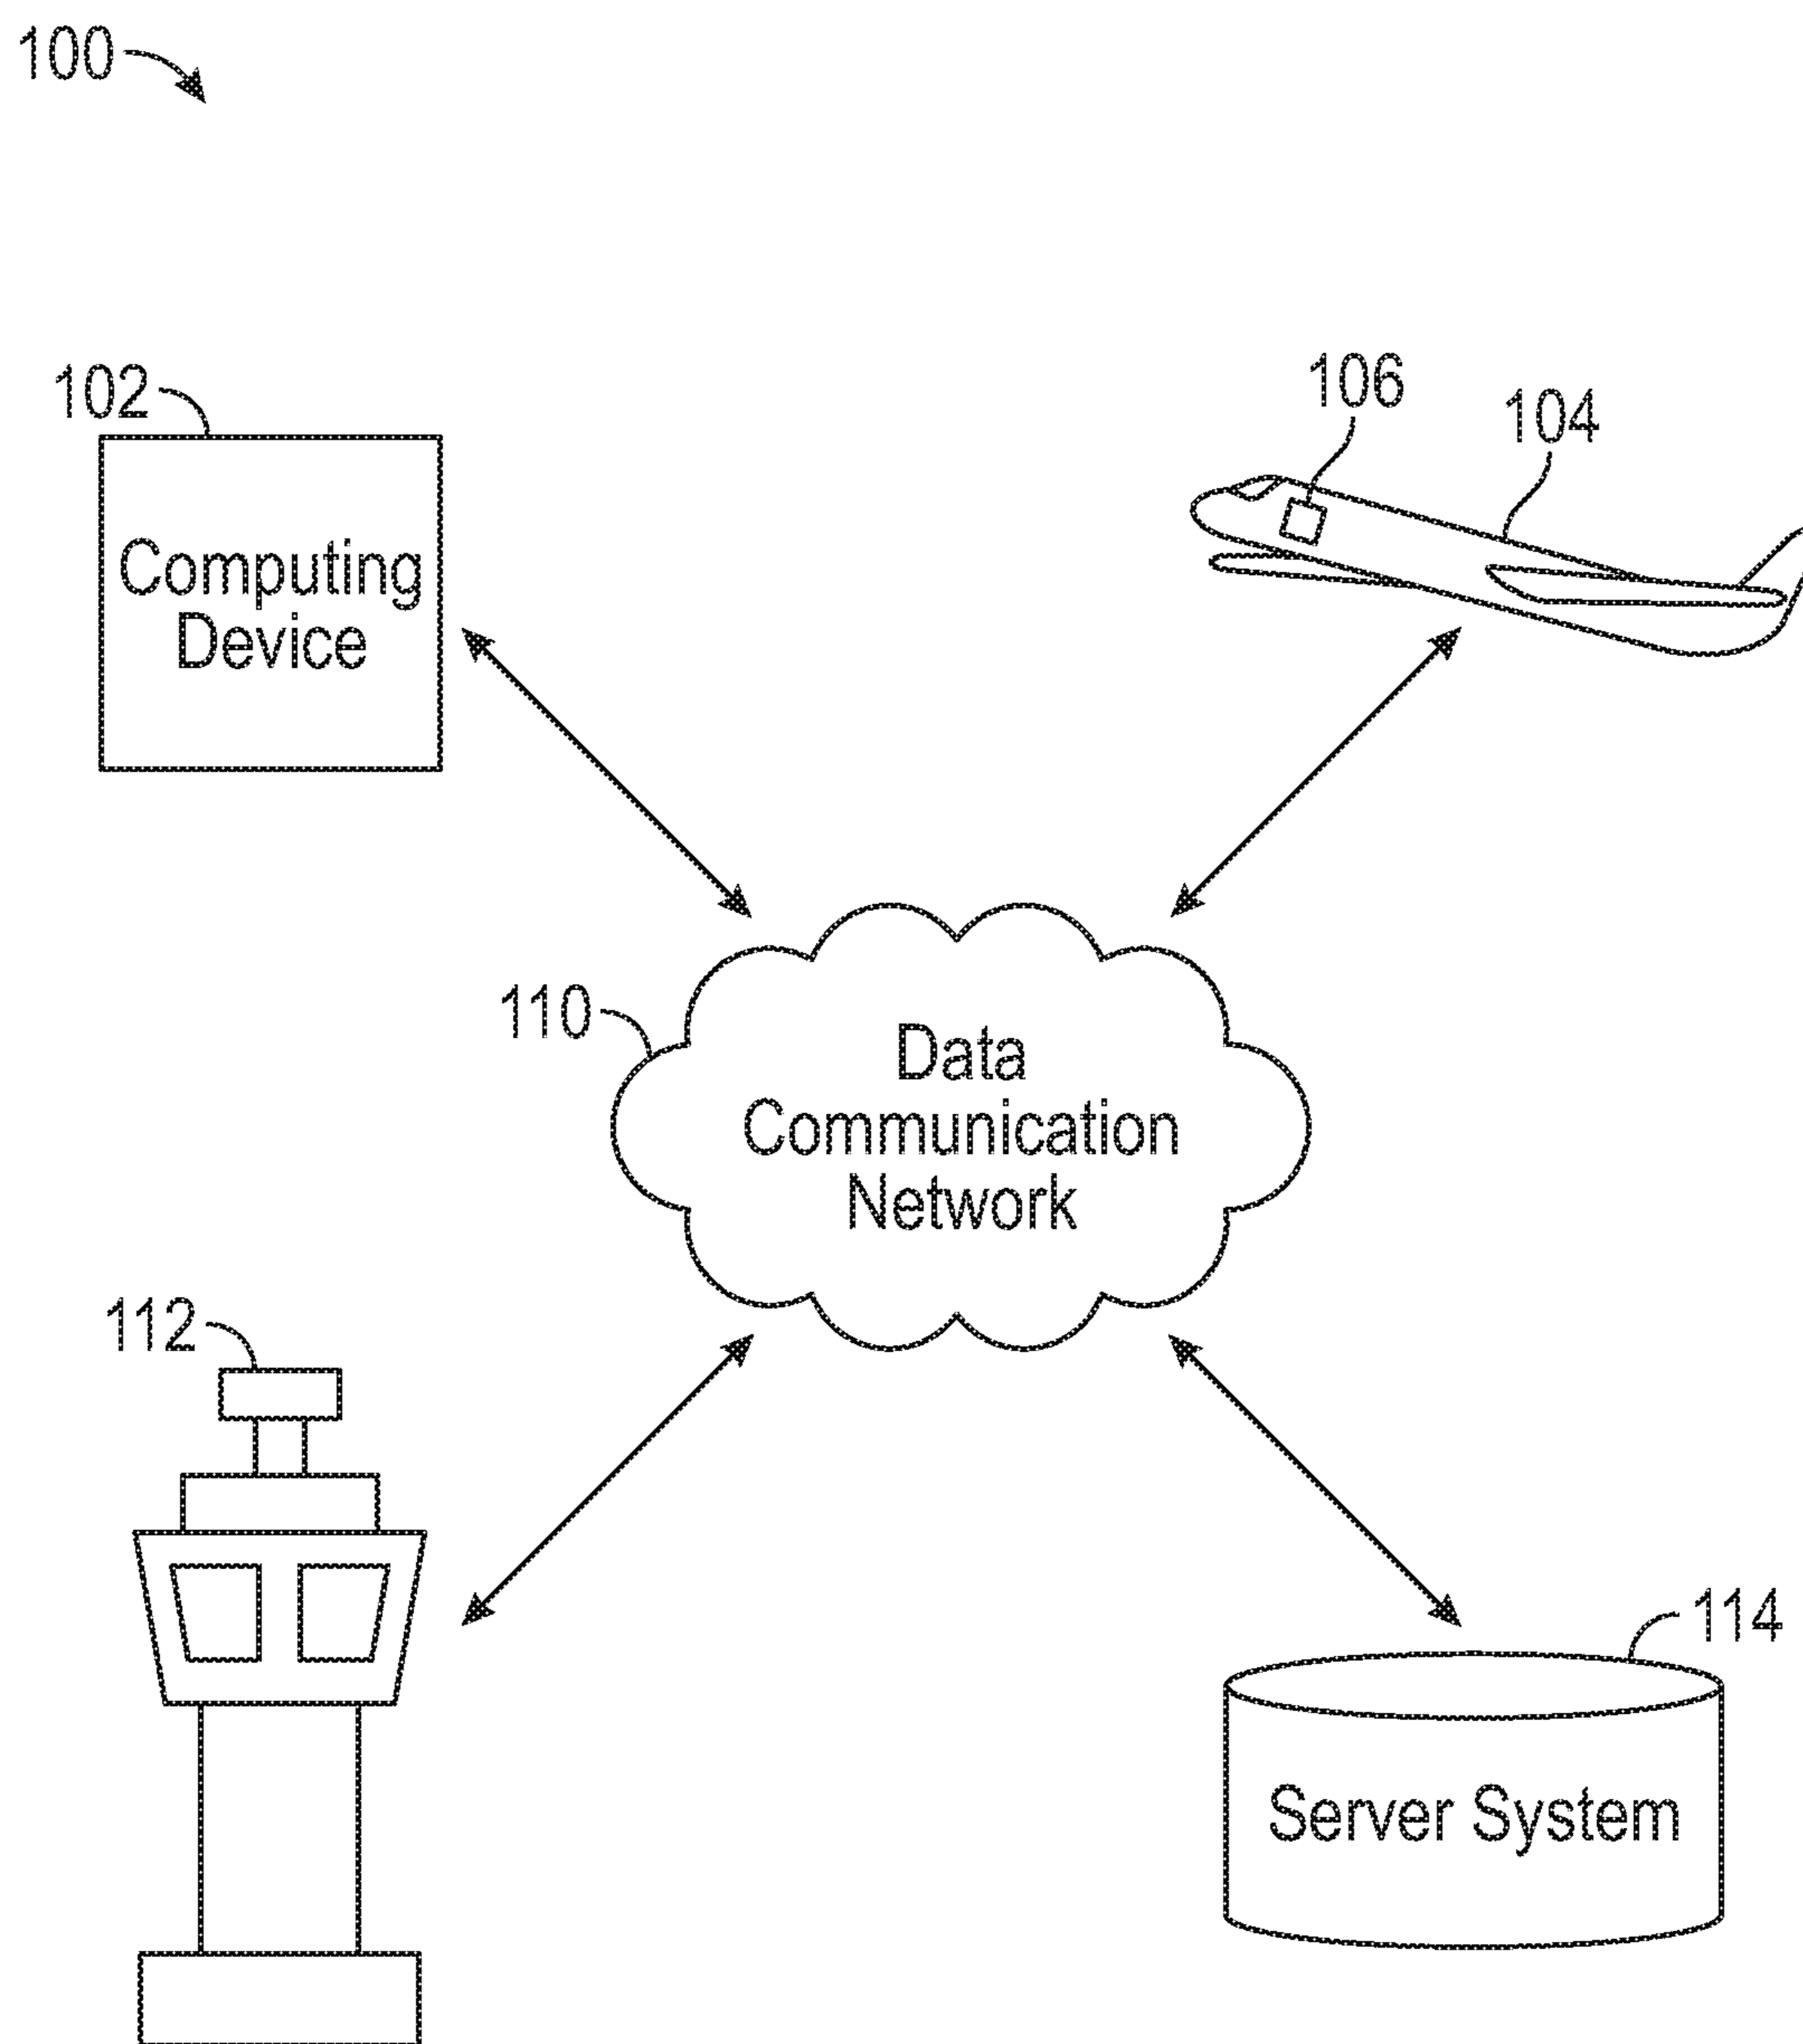 100
102
106
104
Computing
Device
110
Data
Communication
Network
112
114
Server System